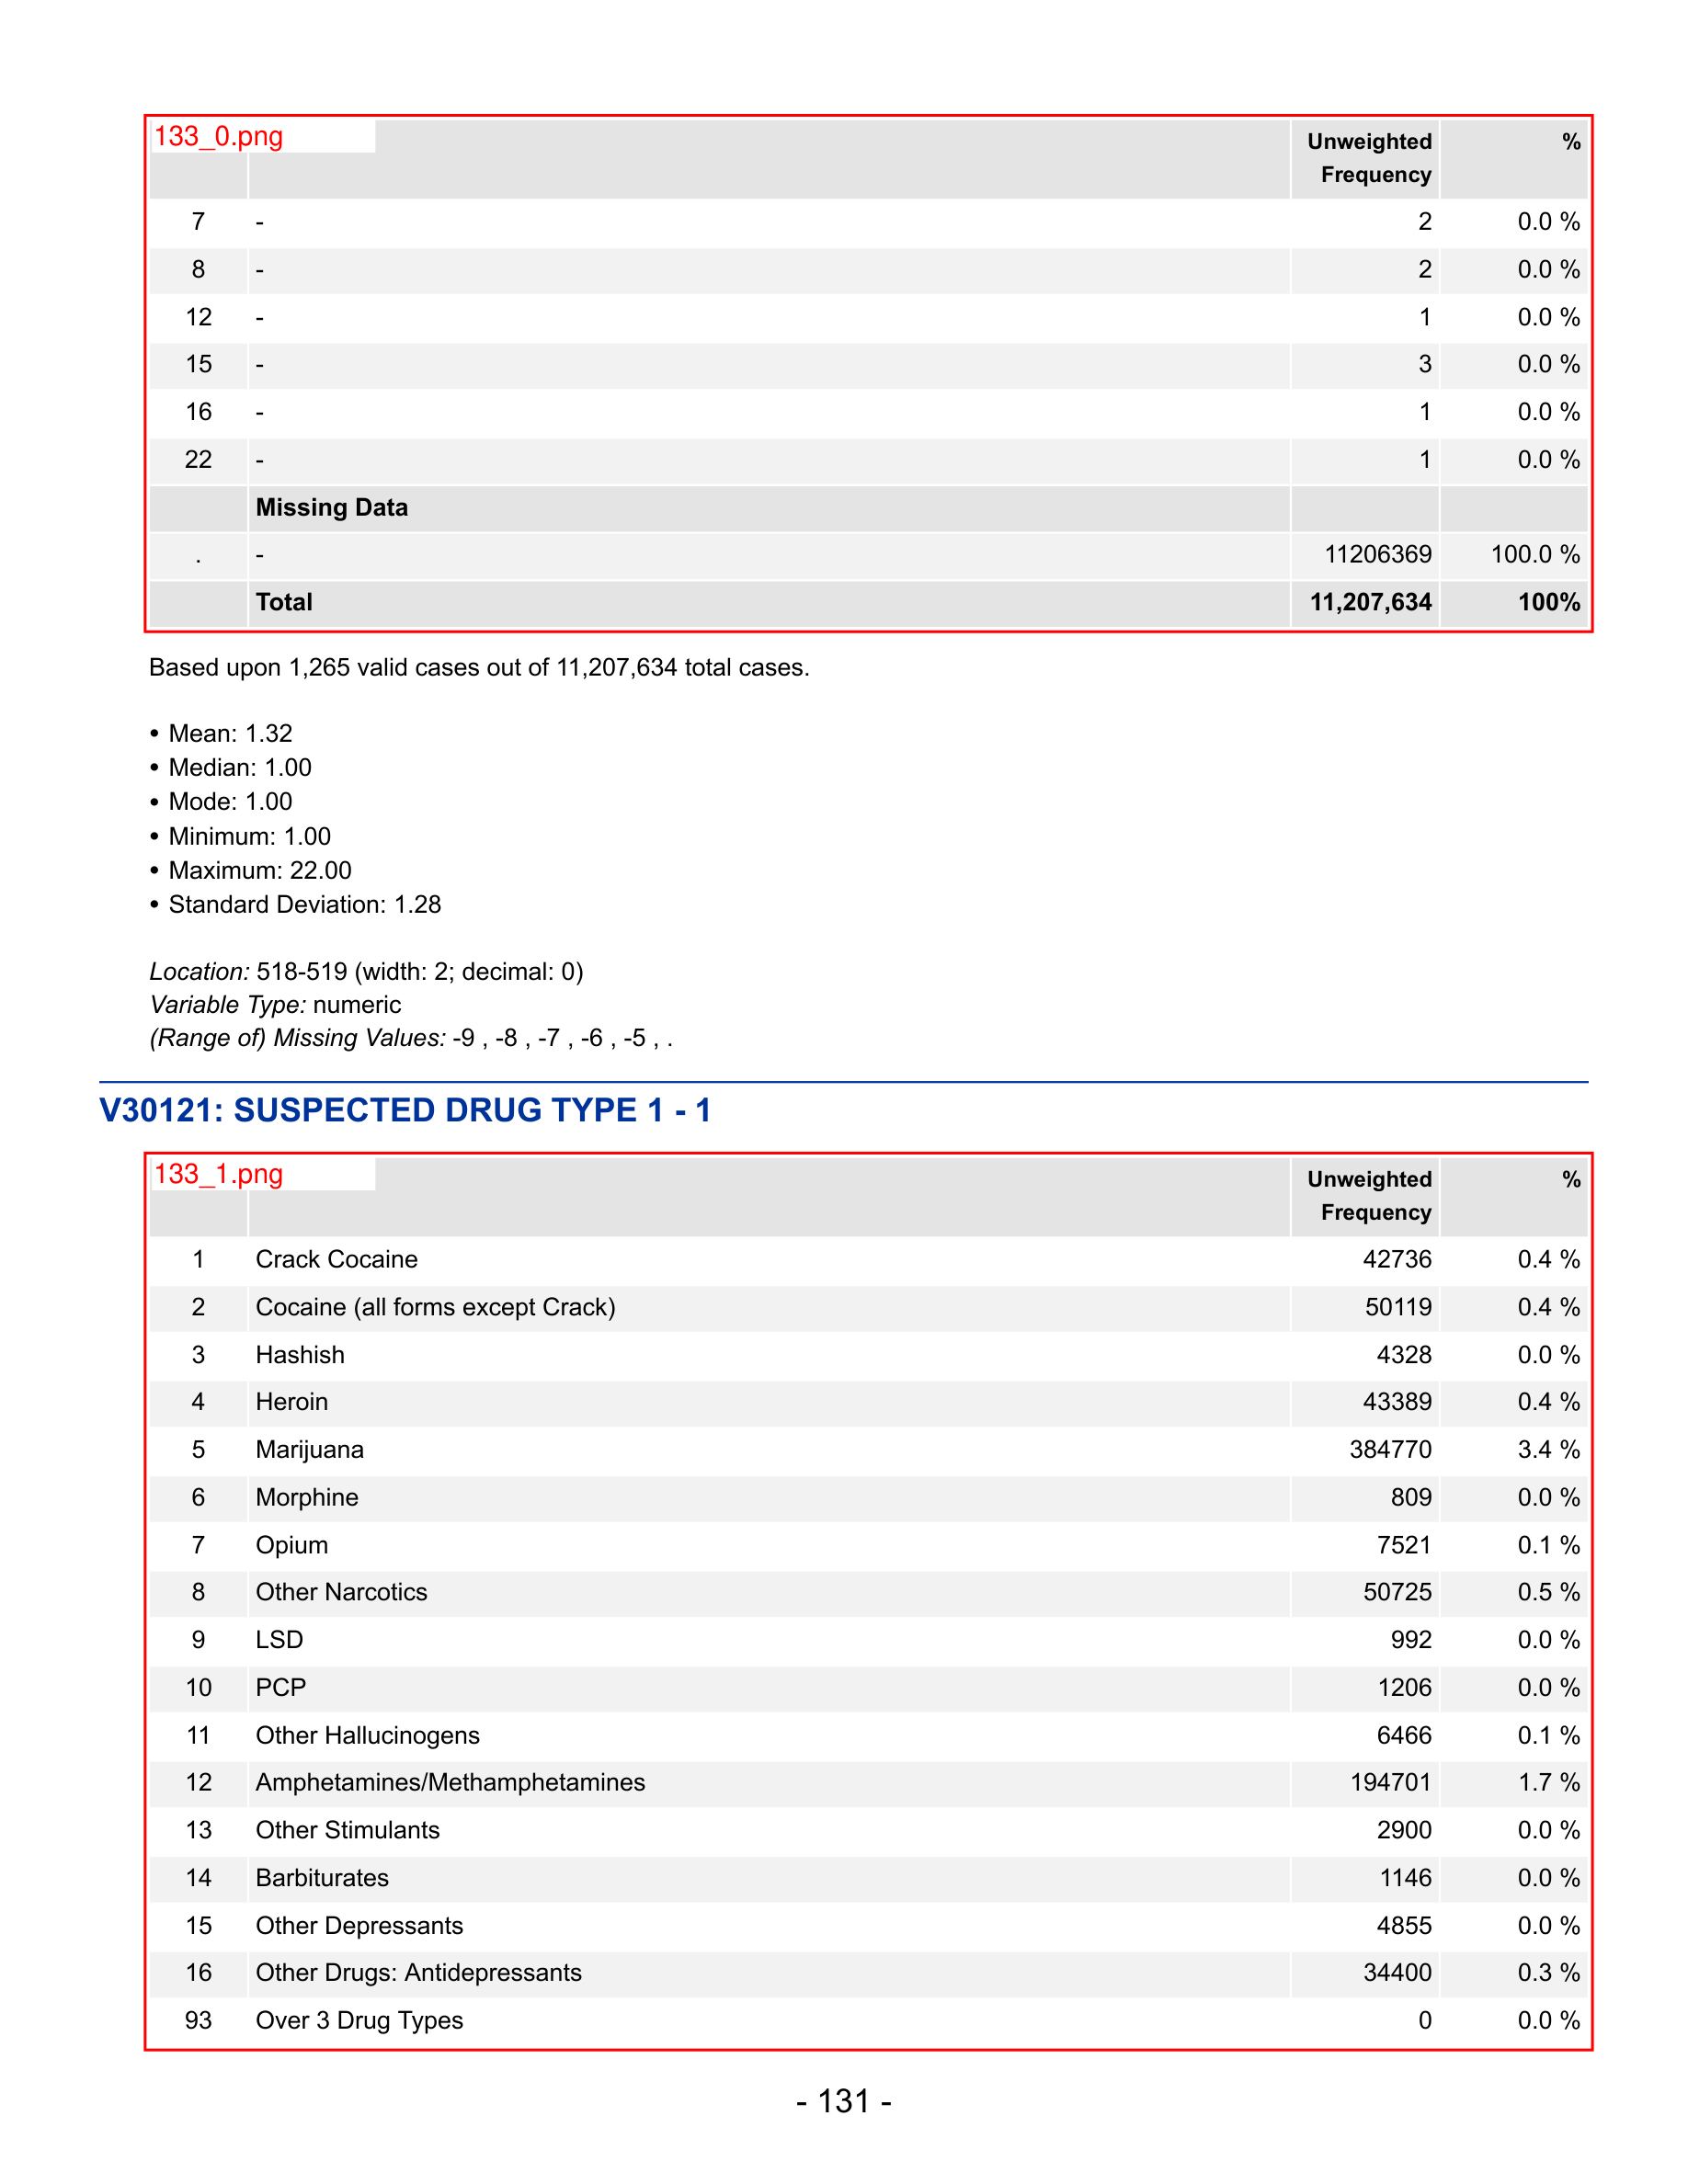 133_0.png
Unweighted Frequency %
7 - 2 0.0 %
8 - 2 0.0 %
12 - 1 0.0 %
15 - 3 0.0 %
16 - 1 0.0 %
22 - 1 0.0 %
Missing Data
. - 11206369 100.0 %
Total 11,207,634 100%
Based upon 1,265 valid cases out of 11,207,634 total cases.
• Mean: 1.32
• Median: 1.00
• Mode: 1.00
• Minimum: 1.00
• Maximum: 22.00
• Standard Deviation: 1.28
Location: 518-519 (width: 2; decimal: 0)
Variable Type: numeric
(Range of) Missing Values: -9 , -8 , -7 , -6 , -5 , .
V30121: SUSPECTED DRUG TYPE 1 - 1
133_1.png
Unweighted Frequency %
1 Crack Cocaine 42736 0.4 %
2 Cocaine (all forms except Crack) 50119 0.4 %
3 Hashish 4328 0.0 %
4 Heroin 43389 0.4 %
5 Marijuana 384770 3.4 %
6 Morphine 809 0.0 %
7 Opium 7521 0.1 %
8 Other Narcotics 50725 0.5 %
9 LSD 992 0.0 %
10 PCP 1206 0.0 %
11 Other Hallucinogens 6466 0.1 %
12 Amphetamines/Methamphetamines 194701 1.7 %
13 Other Stimulants 2900 0.0 %
14 Barbiturates 1146 0.0 %
15 Other Depressants 4855 0.0 %
16 Other Drugs: Antidepressants 34400 0.3 %
93 Over 3 Drug Types 0 0.0 %
- 131 -